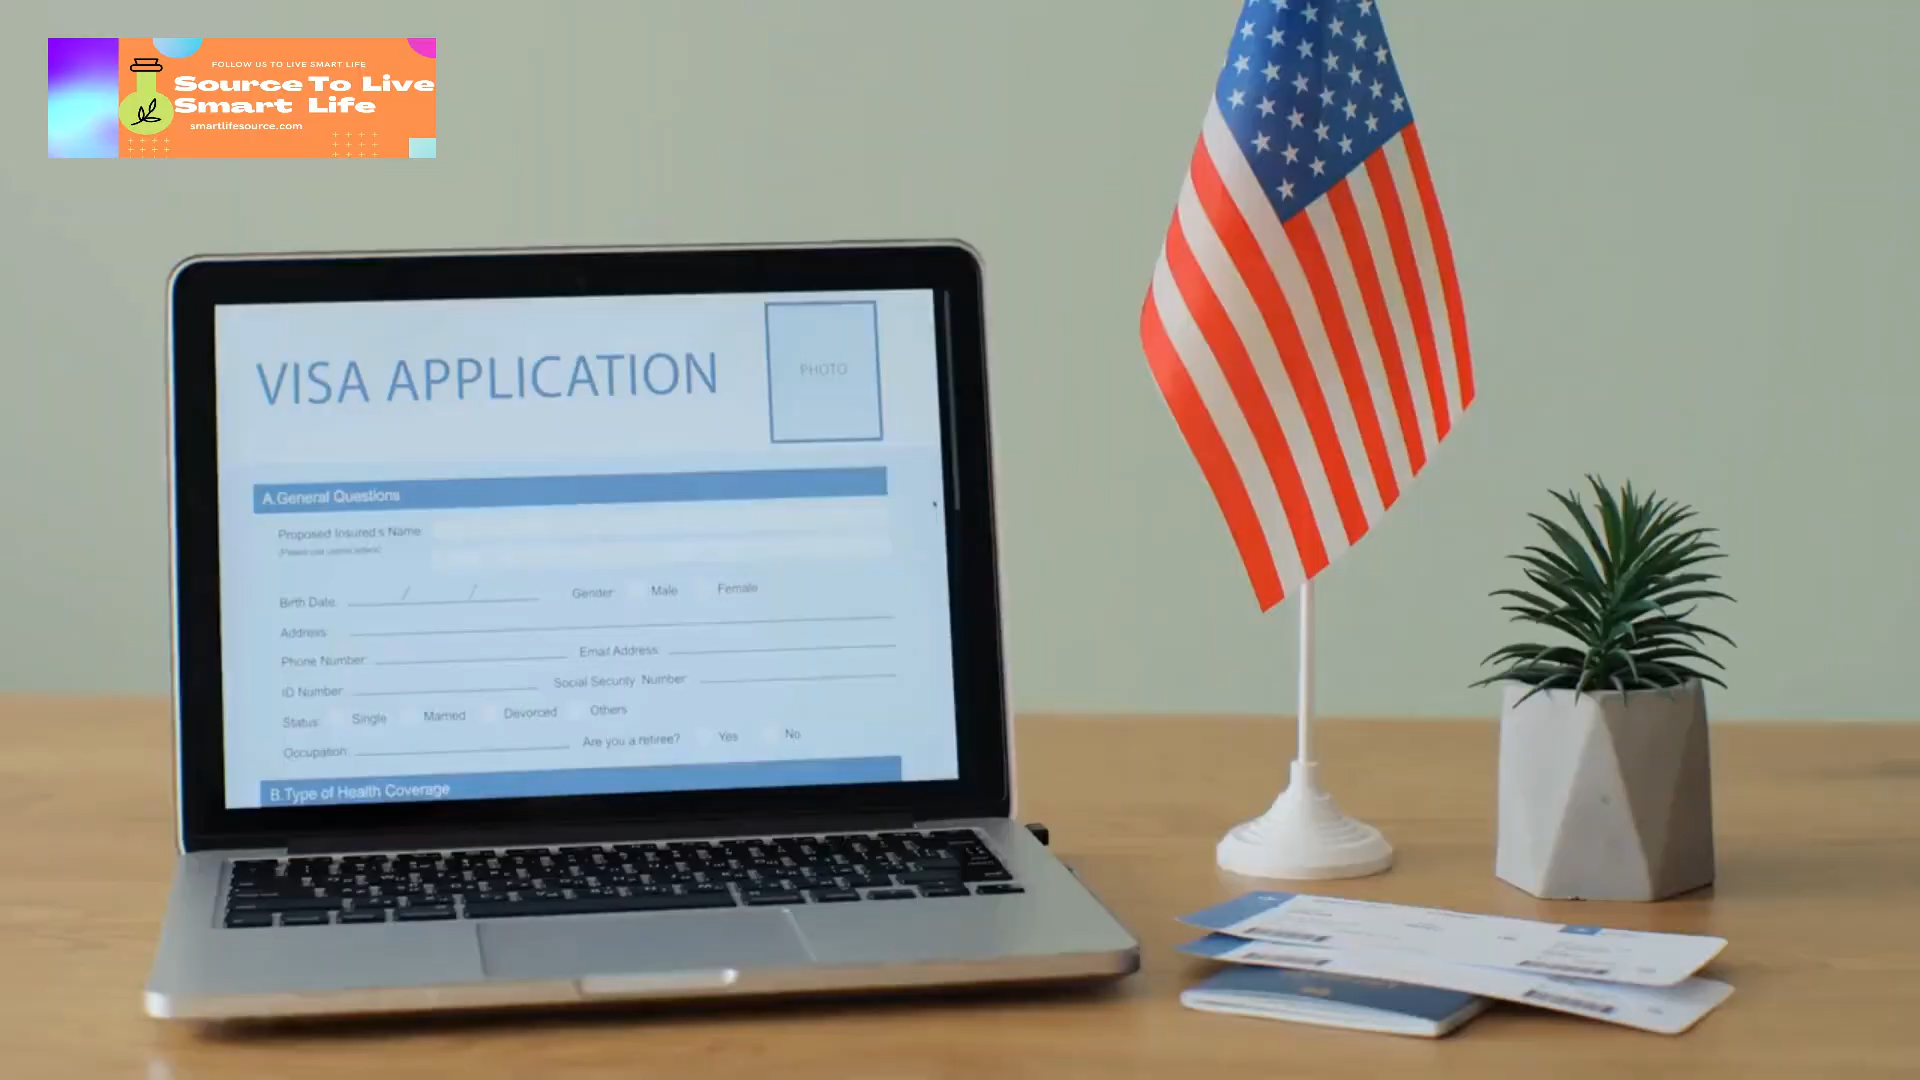 FOLLOW US TO LIVE SMART LIFE
Source To Live
Smart Life
smartlifesource.com
VISA APPLICATION
PHOTO
A.General Questions
Proposed Insured's Name:
Birth Date: / / Gender: Male Female
Address:
Phone Number: Email Address:
ID Number: Social Security Number:
Status: Single Married Devorced Others
Occupation: Are you a retiree? Yes No
B.Type of Health Coverage